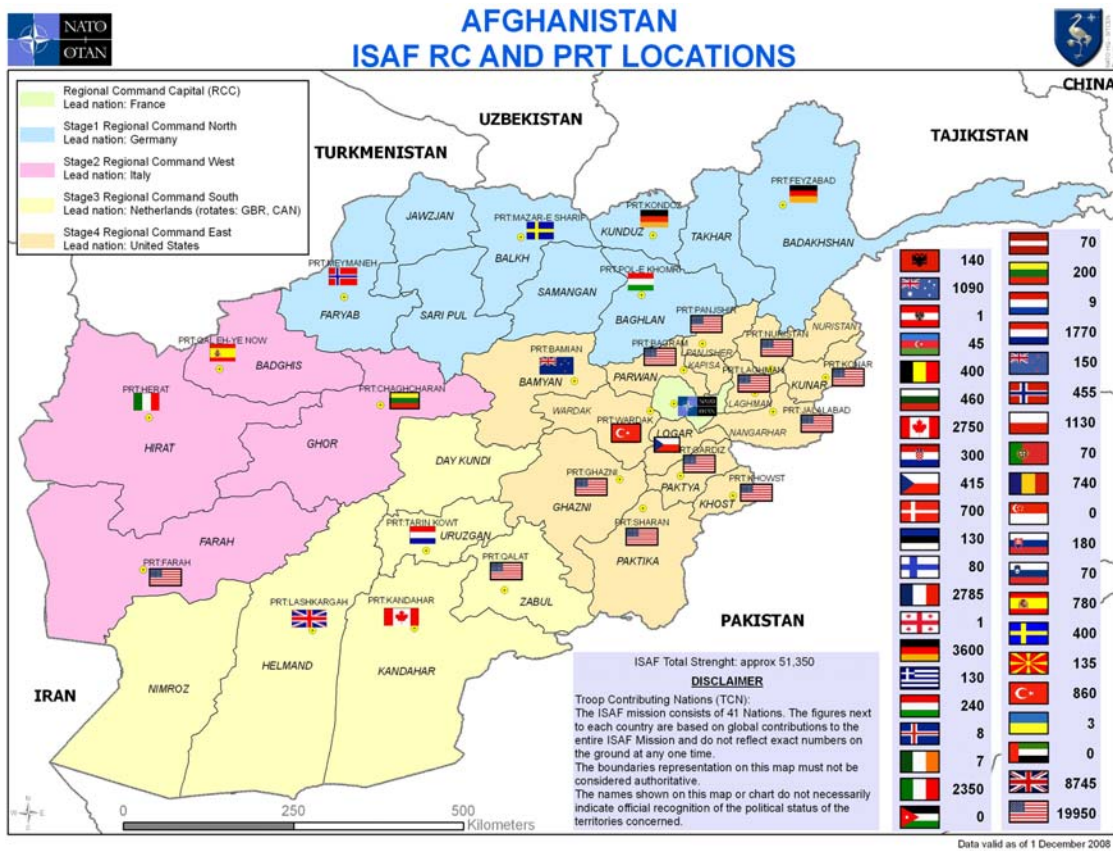 NATO
OTAN
AFGHANISTAN
ISAF RC AND PRT LOCATIONS
Regional Command Capital (RCC)
Lead nation: France
Stage1 Regional Command North
Lead nation: Germany
Stage2 Regional Command West
Lead nation: Italy
Stage3 Regional Command South
Lead nation: Netherlands (rotates: GBR, CAN)
Stage4 Regional Command East
Lead nation: United States
CHINA
UZBEKISTAN
TAJIKISTAN
TURKMENISTAN
PRT:FEYZABAD
PRT:KONDOZ
PRT:MAZAR-E SHARIF
JAWZJAN
KUNDUZ
TAKHAR
BADAKHSHAN
BALKH
PRT:MEYMANEH
PRT:POL-E KHOMRI
SAMANGAN
FARYAB
SARI PUL
BAGHLAN
PRT:PANJSHIR
NURISTAN
PRT:NURISTAN
PRT:QAL'EH-YE NOW
PRT:BAMIAN
PRT:BAGRAM
PANJSHER
KAPISA
BADGHIS
PRT:KONAR
PRT:LAGHMAN
PARWAN
KUNAR
BAMYAN
PRT:HERAT
PRT:CHAGHCHARAN
LAGHMAN
NATO
OTAN
WARDAK
PRT:JALALABAD
PRT:WARDAK
LOGAR
NANGARHAR
HIRAT
GHOR
DAY KUNDI
PRT:GARDIZ
PRT:GHAZNI
PAKTYA
PRT:KHOWST
KHOST
GHAZNI
PRT:SHARAN
FARAH
PRT:TARIN KOWT
URUZGAN
PRT:QALAT
PAKTIKA
PRT:FARAH
ZABUL
PRT:LASHKARGAH
PRT:KANDAHAR
PAKISTAN
HELMAND
KANDAHAR
NIMROZ
IRAN
ISAF Total Strenght: approx 51,350
DISCLAIMER
Troop Contributing Nations (TCN):
The ISAF mission consists of 41 Nations. The figures next
to each country are based on global contributions to the
entire ISAF Mission and do not reflect exact numbers on
the ground at any one time.
The boundaries representation on this map must not be
considered authoritative.
The names shown on this map or chart do not necessarily
indicate official recognition of the political status of the
territories concerned.
140
1090
1
45
400
460
2750
300
415
700
130
80
2785
1
3600
130
240
8
7
2350
0
70
200
9
1770
150
455
1130
70
740
0
180
70
780
400
135
860
3
0
8745
19950
0
250
500
Kilometers
W
E
Data valid as of 1 December 2008